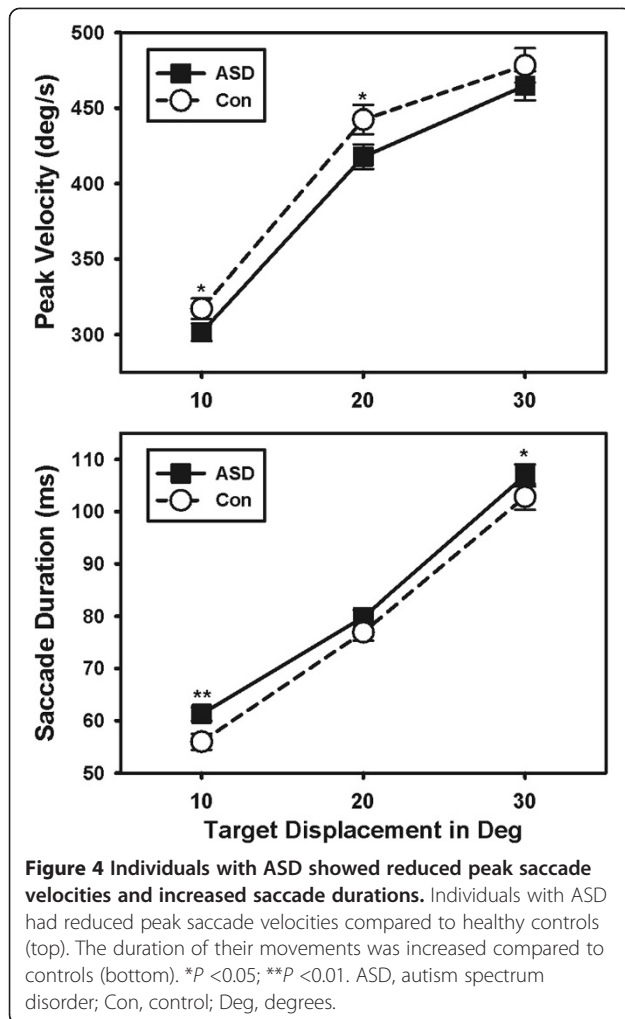 500
ASD
Con
450
*
*
400
350
300
Peak Velocity (deg/s)
10
20
30
110
ASD
Con
*
100
90
80
70
**
60
50
Saccade Duration (ms)
10
20
30
Target Displacement in Deg
Figure 4 Individuals with ASD showed reduced peak saccade
velocities and increased saccade durations. Individuals with ASD
had reduced peak saccade velocities compared to healthy controls
(top). The duration of their movements was increased compared to
controls (bottom). *P <0.05; **P <0.01. ASD, autism spectrum
disorder; Con, control; Deg, degrees.